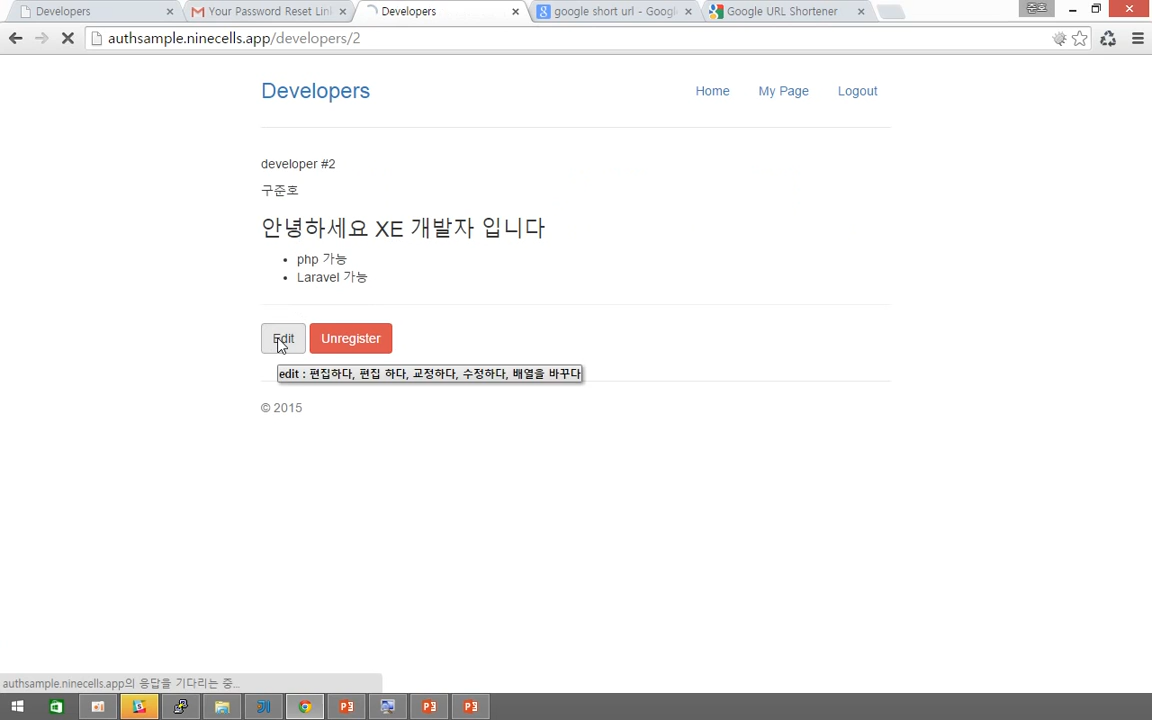 Developers
Your Password Reset Lin
Developers
google short url - Googl
Google URL Shortener
준호
authsample.ninecells.app/developers/2
Developers
Home
My Page
Logout
developer #2
구준호
안녕하세요 XE 개발자 입니다
php 가능
Laravel 가능
Edit
Unregister
edit : 편집하다, 편집 하다, 교정하다, 수정하다, 배열을 바꾸다
© 2015
authsample.ninecells.app의 응답을 기다리는 중...